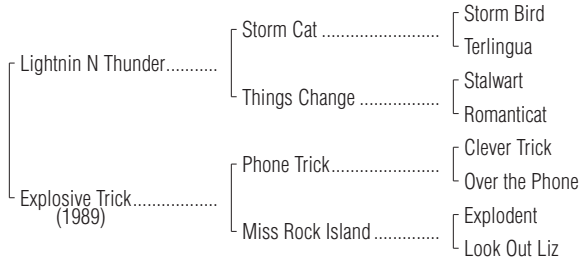 Storm Bird
Storm Cat ..........................
Terlingua
Lightnin N Thunder...........
Stalwart
Things Change ..................
Romanticat
Clever Trick
Phone Trick........................
Over the Phone
Explosive Trick..................
(1989)
Explodent
Miss Rock Island ...............
Look Out Liz